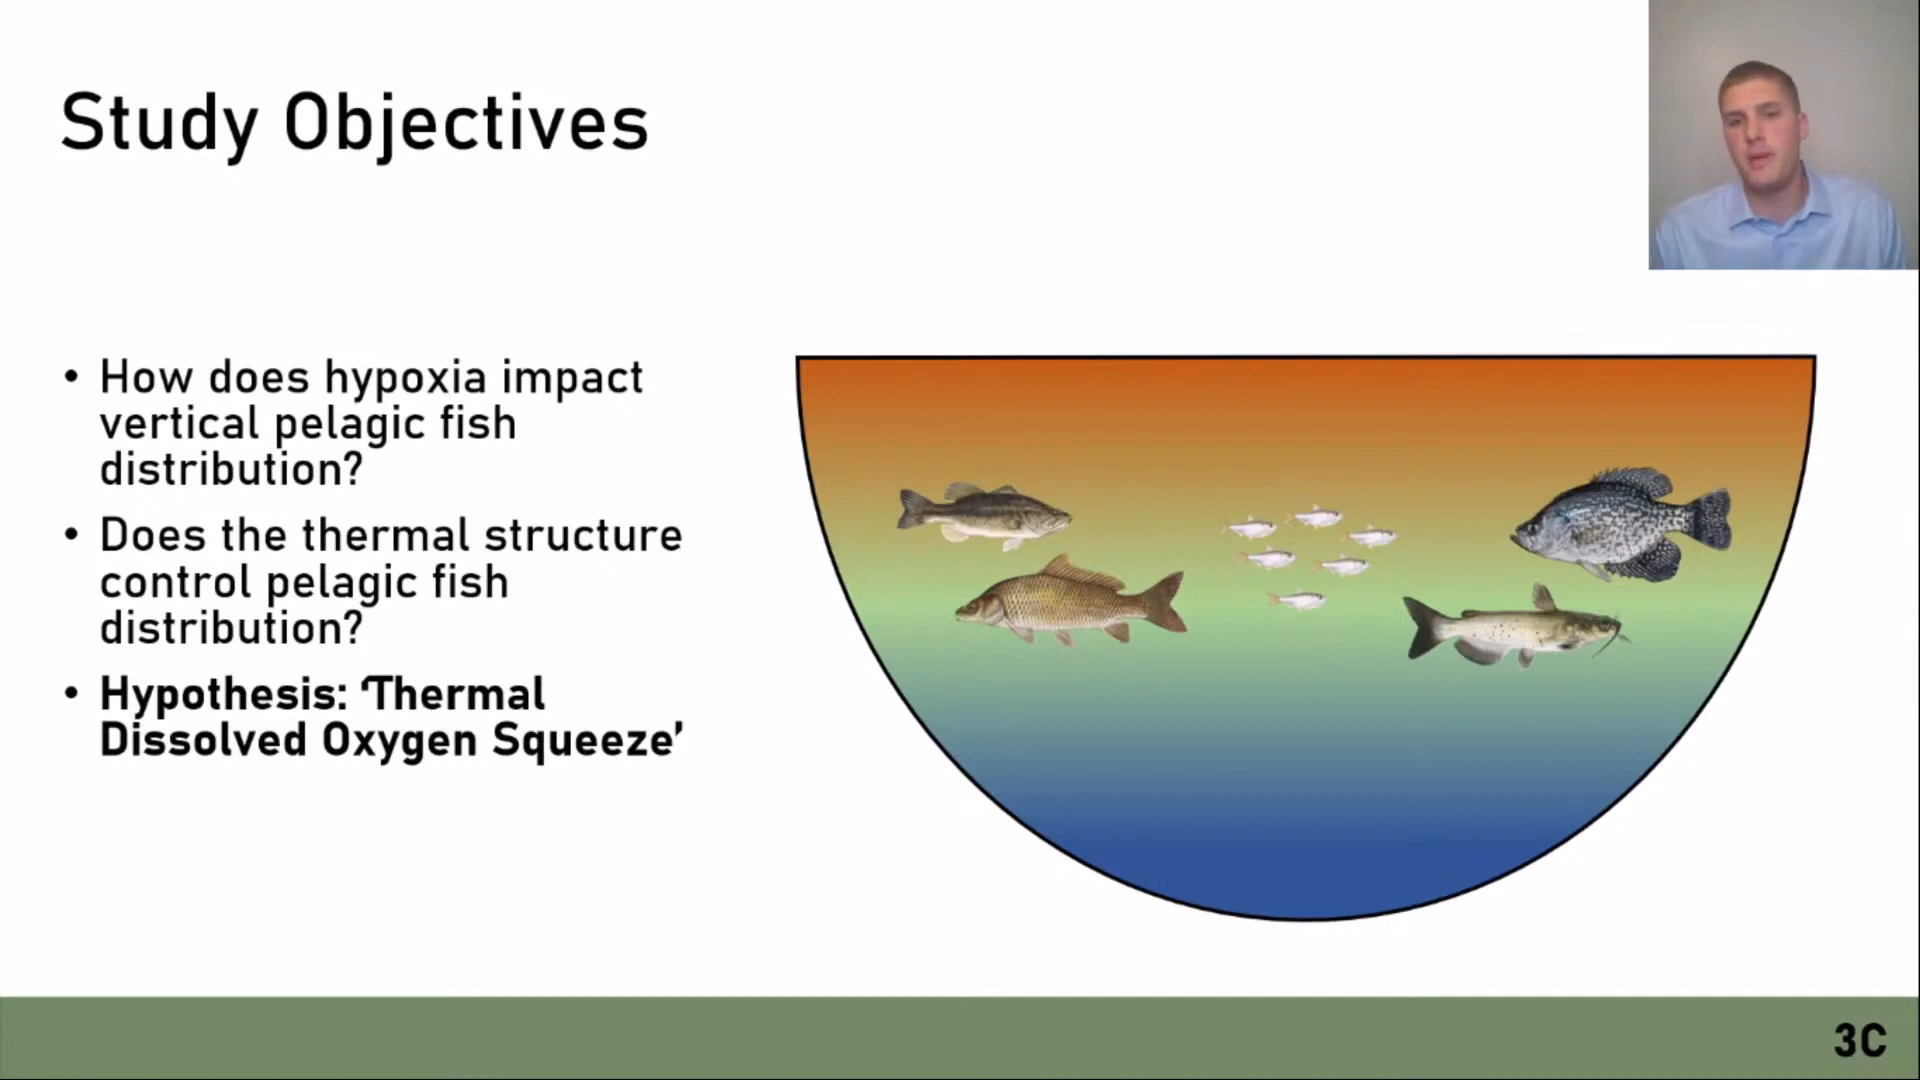 Study Objectives
• How does hypoxia impact
vertical pelagic fish
distribution?
• Does the thermal structure
control pelagic fish
distribution?
• Hypothesis: ‘Thermal
Dissolved Oxygen Squeeze’
3C